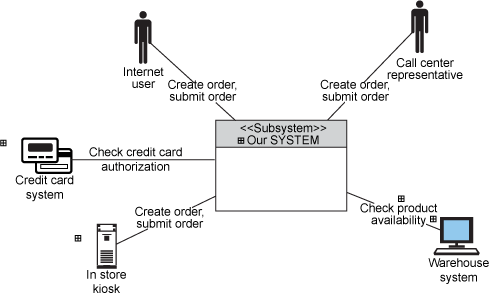 Internet
user
Call center
representative
Create order,
submit order
Create order,
submit order
<<Subsystem>>
Our SYSTEM
Check credit card
authorization
Credit card
system
Create order,
submit order
Check product
availability
In store
kiosk
Warehouse
system